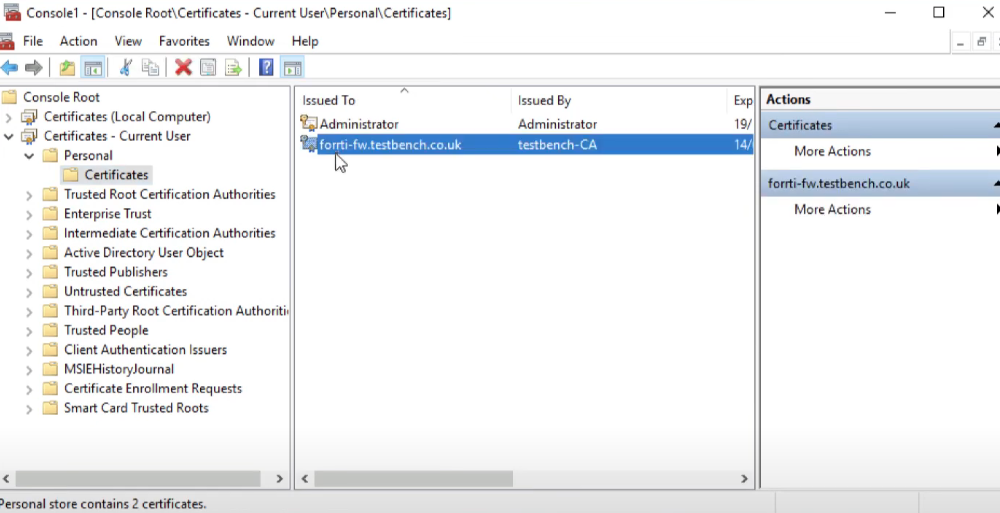 Console1 - [Console Root\Certificates - Current User\Personal\Certificates]
File Action View Favorites Window Help
Console Root
Certificates (Local Computer)
Certificates - Current User
Personal
Certificates
Trusted Root Certification Authorities
Enterprise Trust
Intermediate Certification Authorities
Active Directory User Object
Trusted Publishers
Untrusted Certificates
Third-Party Root Certification Authoriti
Trusted People
Client Authentication Issuers
MSIEHistoryJournal
Certificate Enrollment Requests
Smart Card Trusted Roots
Issued To Issued By Exp
Administrator Administrator 19/
forrti-fw.testbench.co.uk testbench-CA 14/
Actions
Certificates
More Actions
forrti-fw.testbench.co.uk
More Actions
Personal store contains 2 certificates.